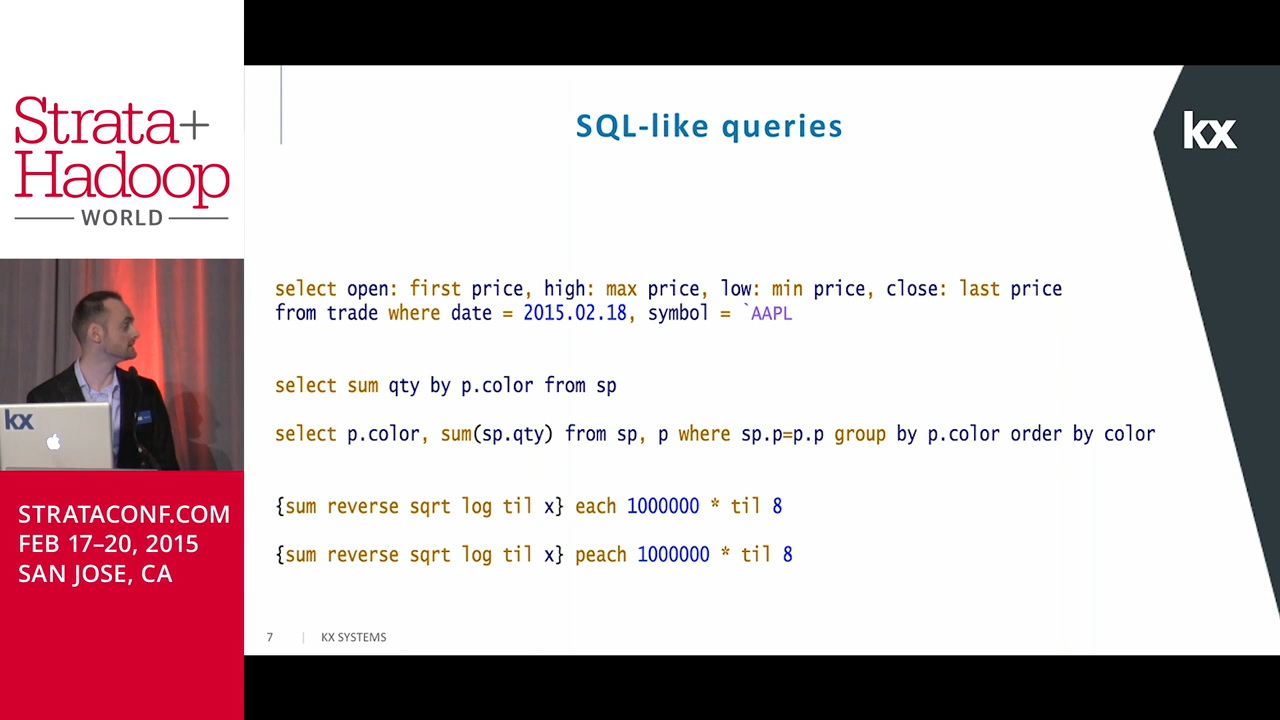 Strata+
Hadoop
WORLD
kx
STRATACONF.COM
FEB 17–20, 2015
SAN JOSE, CA
SQL-like queries
kx
select open: first price, high: max price, low: min price, close: last price
from trade where date = 2015.02.18, symbol = `AAPL
select sum qty by p.color from sp
select p.color, sum(sp.qty) from sp, p where sp.p=p.p group by p.color order by color
{sum reverse sqrt log til x} each 1000000 * til 8
{sum reverse sqrt log til x} peach 1000000 * til 8
7 | KX SYSTEMS